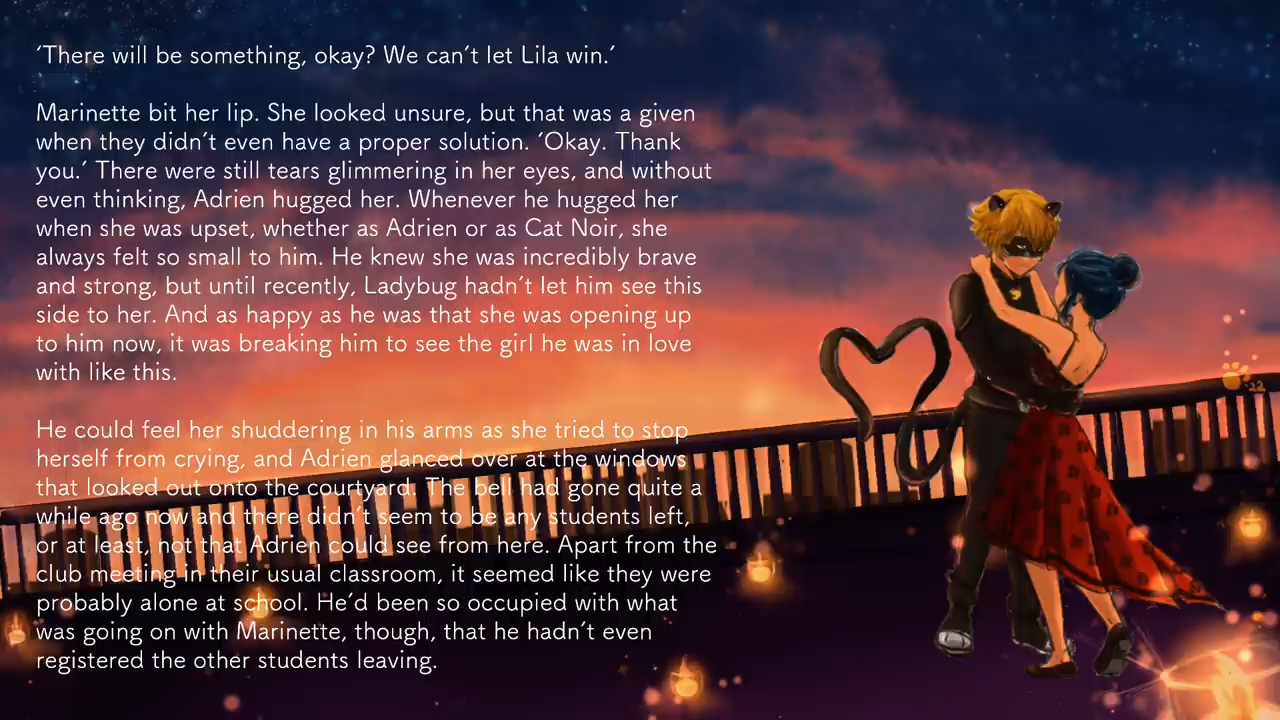 ‘There will be something, okay? We can’t let Lila win.’
Marinette bit her lip. She looked unsure, but that was a given
when they didn’t even have a proper solution. ‘Okay. Thank
you.’ There were still tears glimmering in her eyes, and without
even thinking, Adrien hugged her. Whenever he hugged her
when she was upset, whether as Adrien or as Cat Noir, she
always felt so small to him. He knew she was incredibly brave
and strong, but until recently, Ladybug hadn’t let him see this
side to her. And as happy as he was that she was opening up
to him now, it was breaking him to see the girl he was in love
with like this.
He could feel her shuddering in his arms as she tried to stop
herself from crying, and Adrien glanced over at the windows
that looked out onto the courtyard. The bell had gone quite a
while ago now and there didn’t seem to be any students left,
or at least, not that Adrien could see from here. Apart from the
club meeting in their usual classroom, it seemed like they were
probably alone at school. He’d been so occupied with what
was going on with Marinette, though, that he hadn’t even
registered the other students leaving.
'22